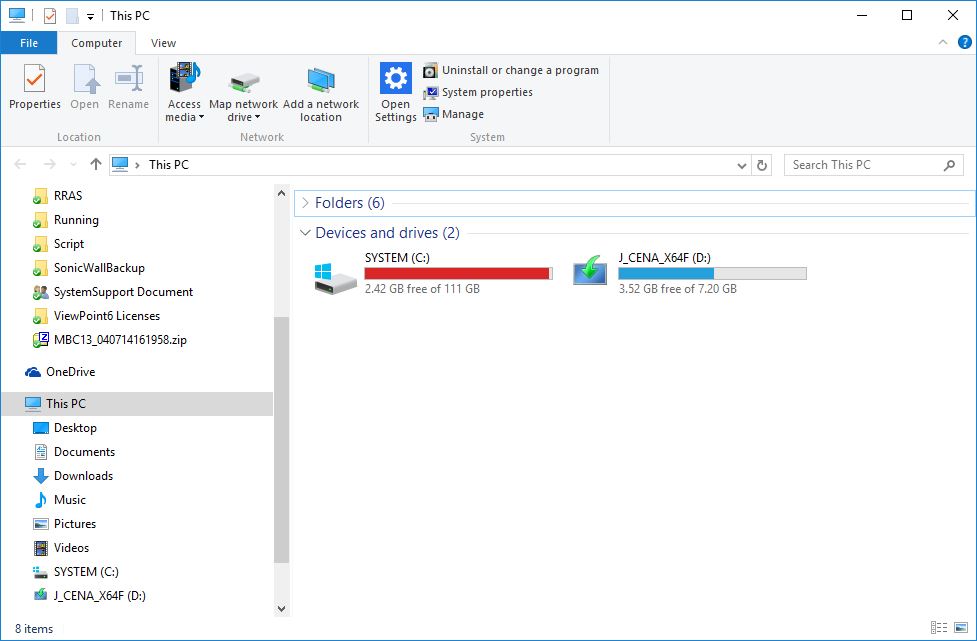 This PC
File
Computer
View
Properties
Open
Rename
Location
Access media
Map network drive
Add a network location
Network
Open Settings
Uninstall or change a program
System properties
Manage
System
This PC
Search This PC
RRAS
Running
Script
SonicWallBackup
SystemSupport Document
ViewPoint6 Licenses
MBC13_040714161958.zip
OneDrive
This PC
Desktop
Documents
Downloads
Music
Pictures
Videos
SYSTEM (C:)
J_CENA_X64F (D:)
Folders (6)
Devices and drives (2)
SYSTEM (C:)
2.42 GB free of 111 GB
J_CENA_X64F (D:)
3.52 GB free of 7.20 GB
8 items